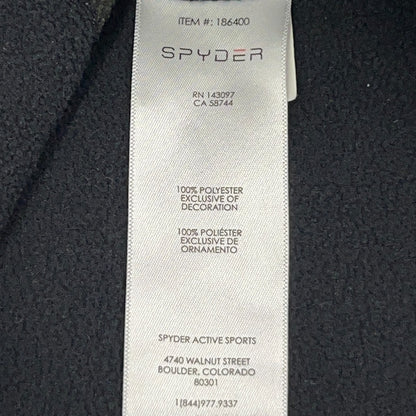 ITEM #: 186400
SPYDER
RN 143097
CA 58744
100% POLYESTER
EXCLUSIVE OF
DECORATION
100% POLIÉSTER
EXCLUSIVE DE
ORNAMENTO
SPYDER ACTIVE SPORTS
4740 WALNUT STREET
BOULDER, COLORADO
80301
1(844)977.9337